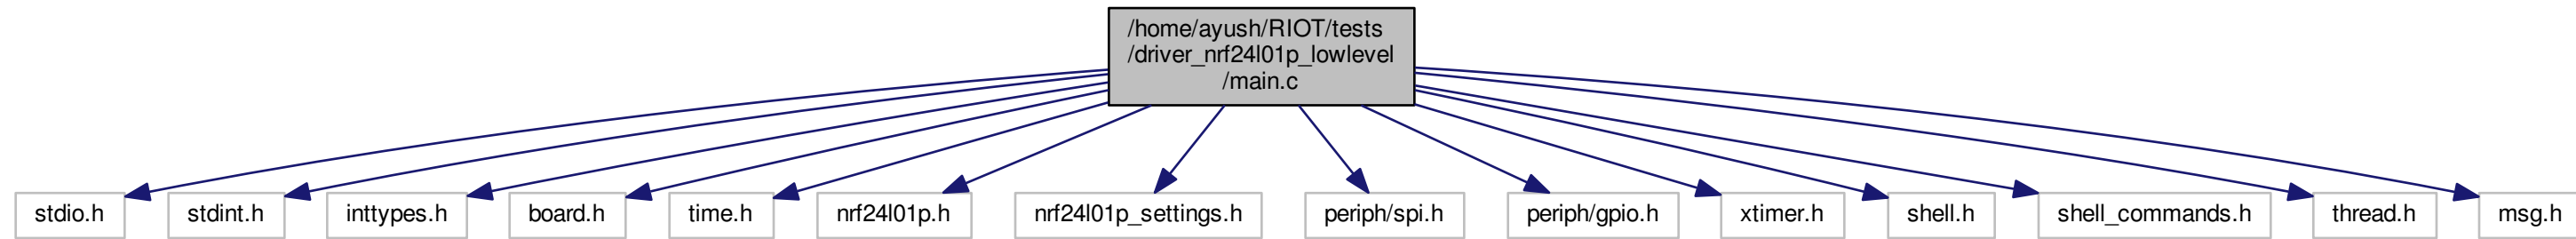 /home/ayush/RIOT/tests
/driver_nrf24l01p_lowlevel
/main.c
stdio.h
stdint.h
inttypes.h
board.h
time.h
nrf24l01p.h
nrf24l01p_settings.h
periph/spi.h
periph/gpio.h
xtimer.h
shell.h
shell_commands.h
thread.h
msg.h